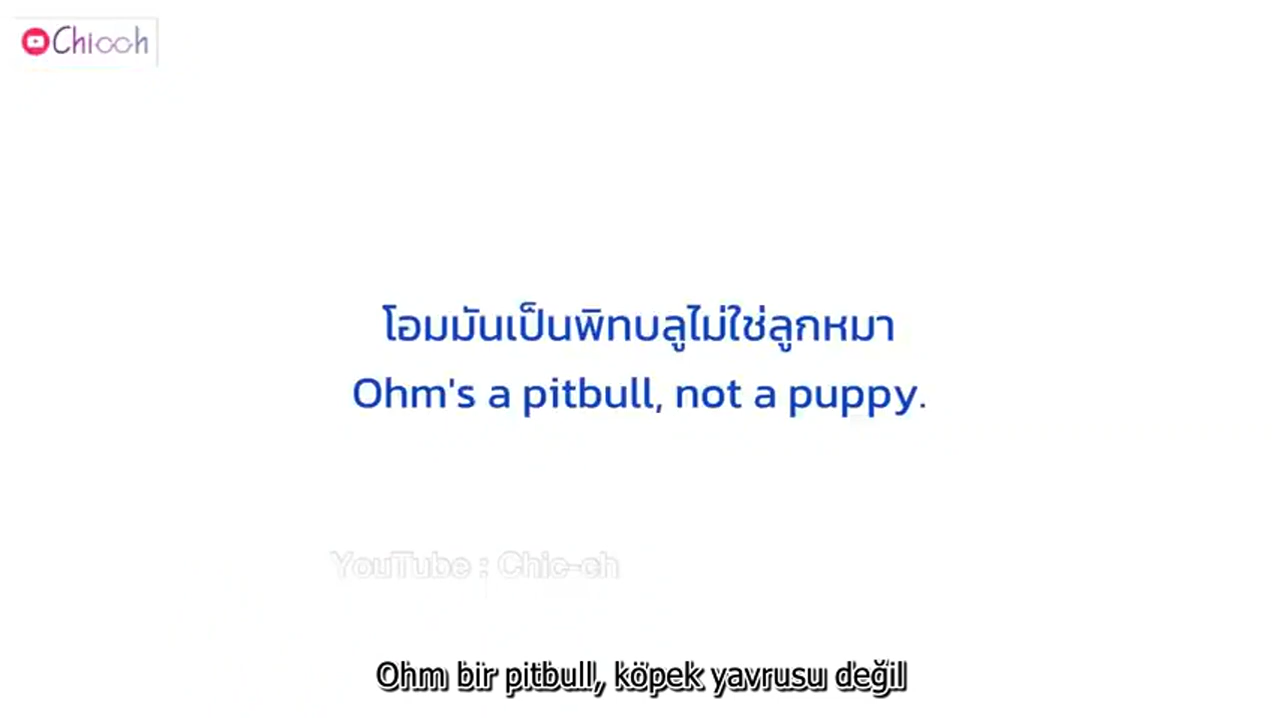 Chicch
โอมมันเป็นพิทบลูไม่ใช่ลูกหมา
Ohm's a pitbull, not a puppy.
YouTube : Chic-ch
Ohm bir pitbull, köpek yavrusu değil